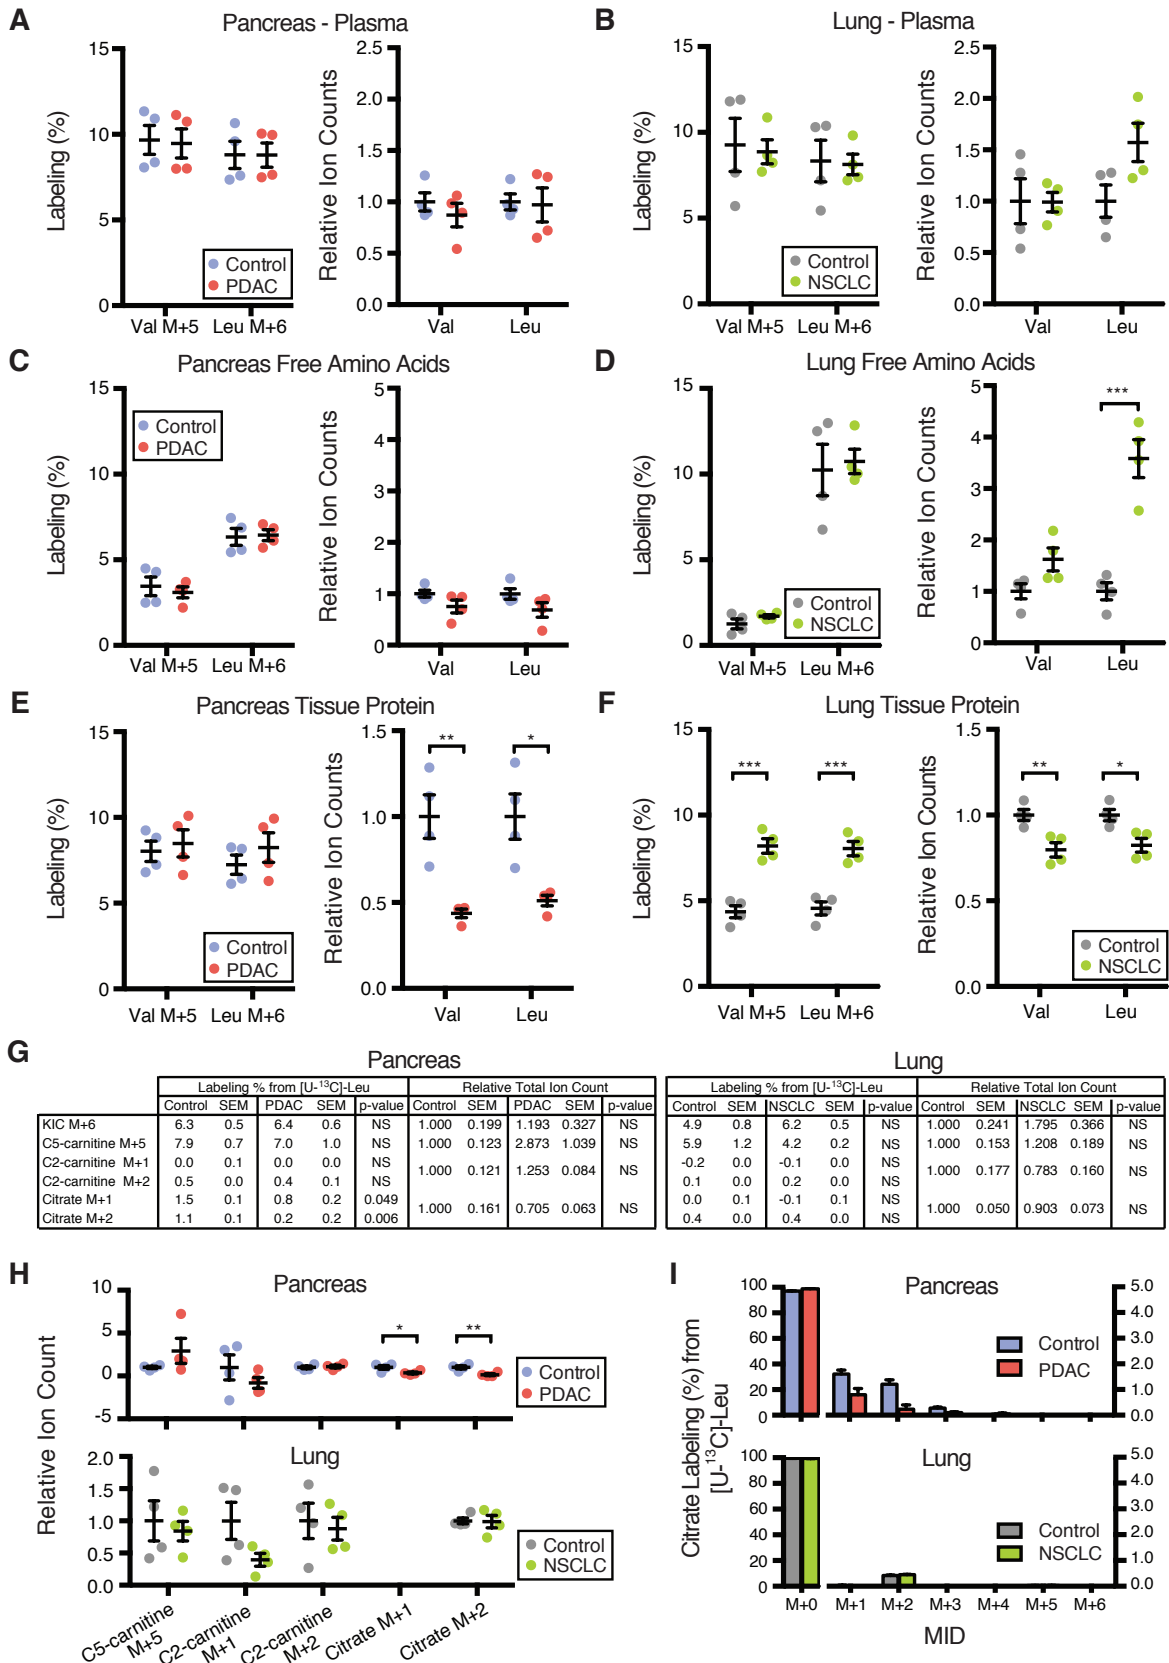 A
Pancreas - Plasma
Labeling (%)
15
10
5
0
Control
PDAC
Val M+5 Leu M+6
Relative Ion Counts
2.5
2.0
1.5
1.0
0.5
0.0
Val Leu
B
Lung - Plasma
Labeling (%)
15
10
5
0
Control
NSCLC
Val M+5 Leu M+6
Relative Ion Counts
2.5
2.0
1.5
1.0
0.5
0.0
Val Leu
C
Pancreas Free Amino Acids
Labeling (%)
15
10
5
0
Control
PDAC
Val M+5 Leu M+6
Relative Ion Counts
5
4
3
2
1
0
Val Leu
D
Lung Free Amino Acids
Labeling (%)
15
10
5
0
Control
NSCLC
Val M+5 Leu M+6
Relative Ion Counts
5
4
3
2
1
0
***
Val Leu
E
Pancreas Tissue Protein
Labeling (%)
15
10
5
0
Control
PDAC
Val M+5 Leu M+6
Relative Ion Counts
1.5
1.0
0.5
0.0
** *
Val Leu
F
Lung Tissue Protein
Labeling (%)
15
10
5
0
*** ***
Val M+5 Leu M+6
Relative Ion Counts
1.5
1.0
0.5
0.0
** *
Control
NSCLC
Val Leu
G
Pancreas
Labeling % from [U-¹³C]-Leu Relative Total Ion Count
Control SEM PDAC SEM p-value Control SEM PDAC SEM p-value
KIC M+6 6.3 0.5 6.4 0.6 NS 1.000 0.199 1.193 0.327 NS
C5-carnitine M+5 7.9 0.7 7.0 1.0 NS 1.000 0.123 2.873 1.039 NS
C2-carnitine M+1 0.0 0.1 0.0 0.0 NS
1.000 0.121 1.253 0.084 NS
C2-carnitine M+2 0.5 0.0 0.4 0.1 NS
Citrate M+1 1.5 0.1 0.8 0.2 0.049
1.000 0.161 0.705 0.063 NS
Citrate M+2 1.1 0.1 0.2 0.2 0.006
Lung
Labeling % from [U-¹³C]-Leu Relative Total Ion Count
Control SEM NSCLC SEM p-value Control SEM NSCLC SEM p-value
4.9 0.8 6.2 0.5 NS 1.000 0.241 1.795 0.366 NS
5.9 1.2 4.2 0.2 NS 1.000 0.153 1.208 0.189 NS
-0.2 0.0 -0.1 0.0 NS
1.000 0.177 0.783 0.160 NS
0.1 0.0 0.2 0.0 NS
0.0 0.1 -0.1 0.1 NS
1.000 0.050 0.903 0.073 NS
0.4 0.0 0.4 0.0 NS
H
Relative Ion Count
Pancreas
10
5
0
-5
* **
Control
PDAC
Lung
2.0
1.5
1.0
0.5
0.0
Control
NSCLC
C5-carnitine M+5
C2-carnitine M+1
C2-carnitine M+2
Citrate M+1
Citrate M+2
I
Citrate Labeling (%) from
[U-¹³C]-Leu
Pancreas
100
80
60
40
20
0
5.0
4.0
3.0
2.0
1.0
0.0
Control
PDAC
Lung
100
80
60
40
20
0
5.0
4.0
3.0
2.0
1.0
0.0
Control
NSCLC
M+0 M+1 M+2 M+3 M+4 M+5 M+6
MID